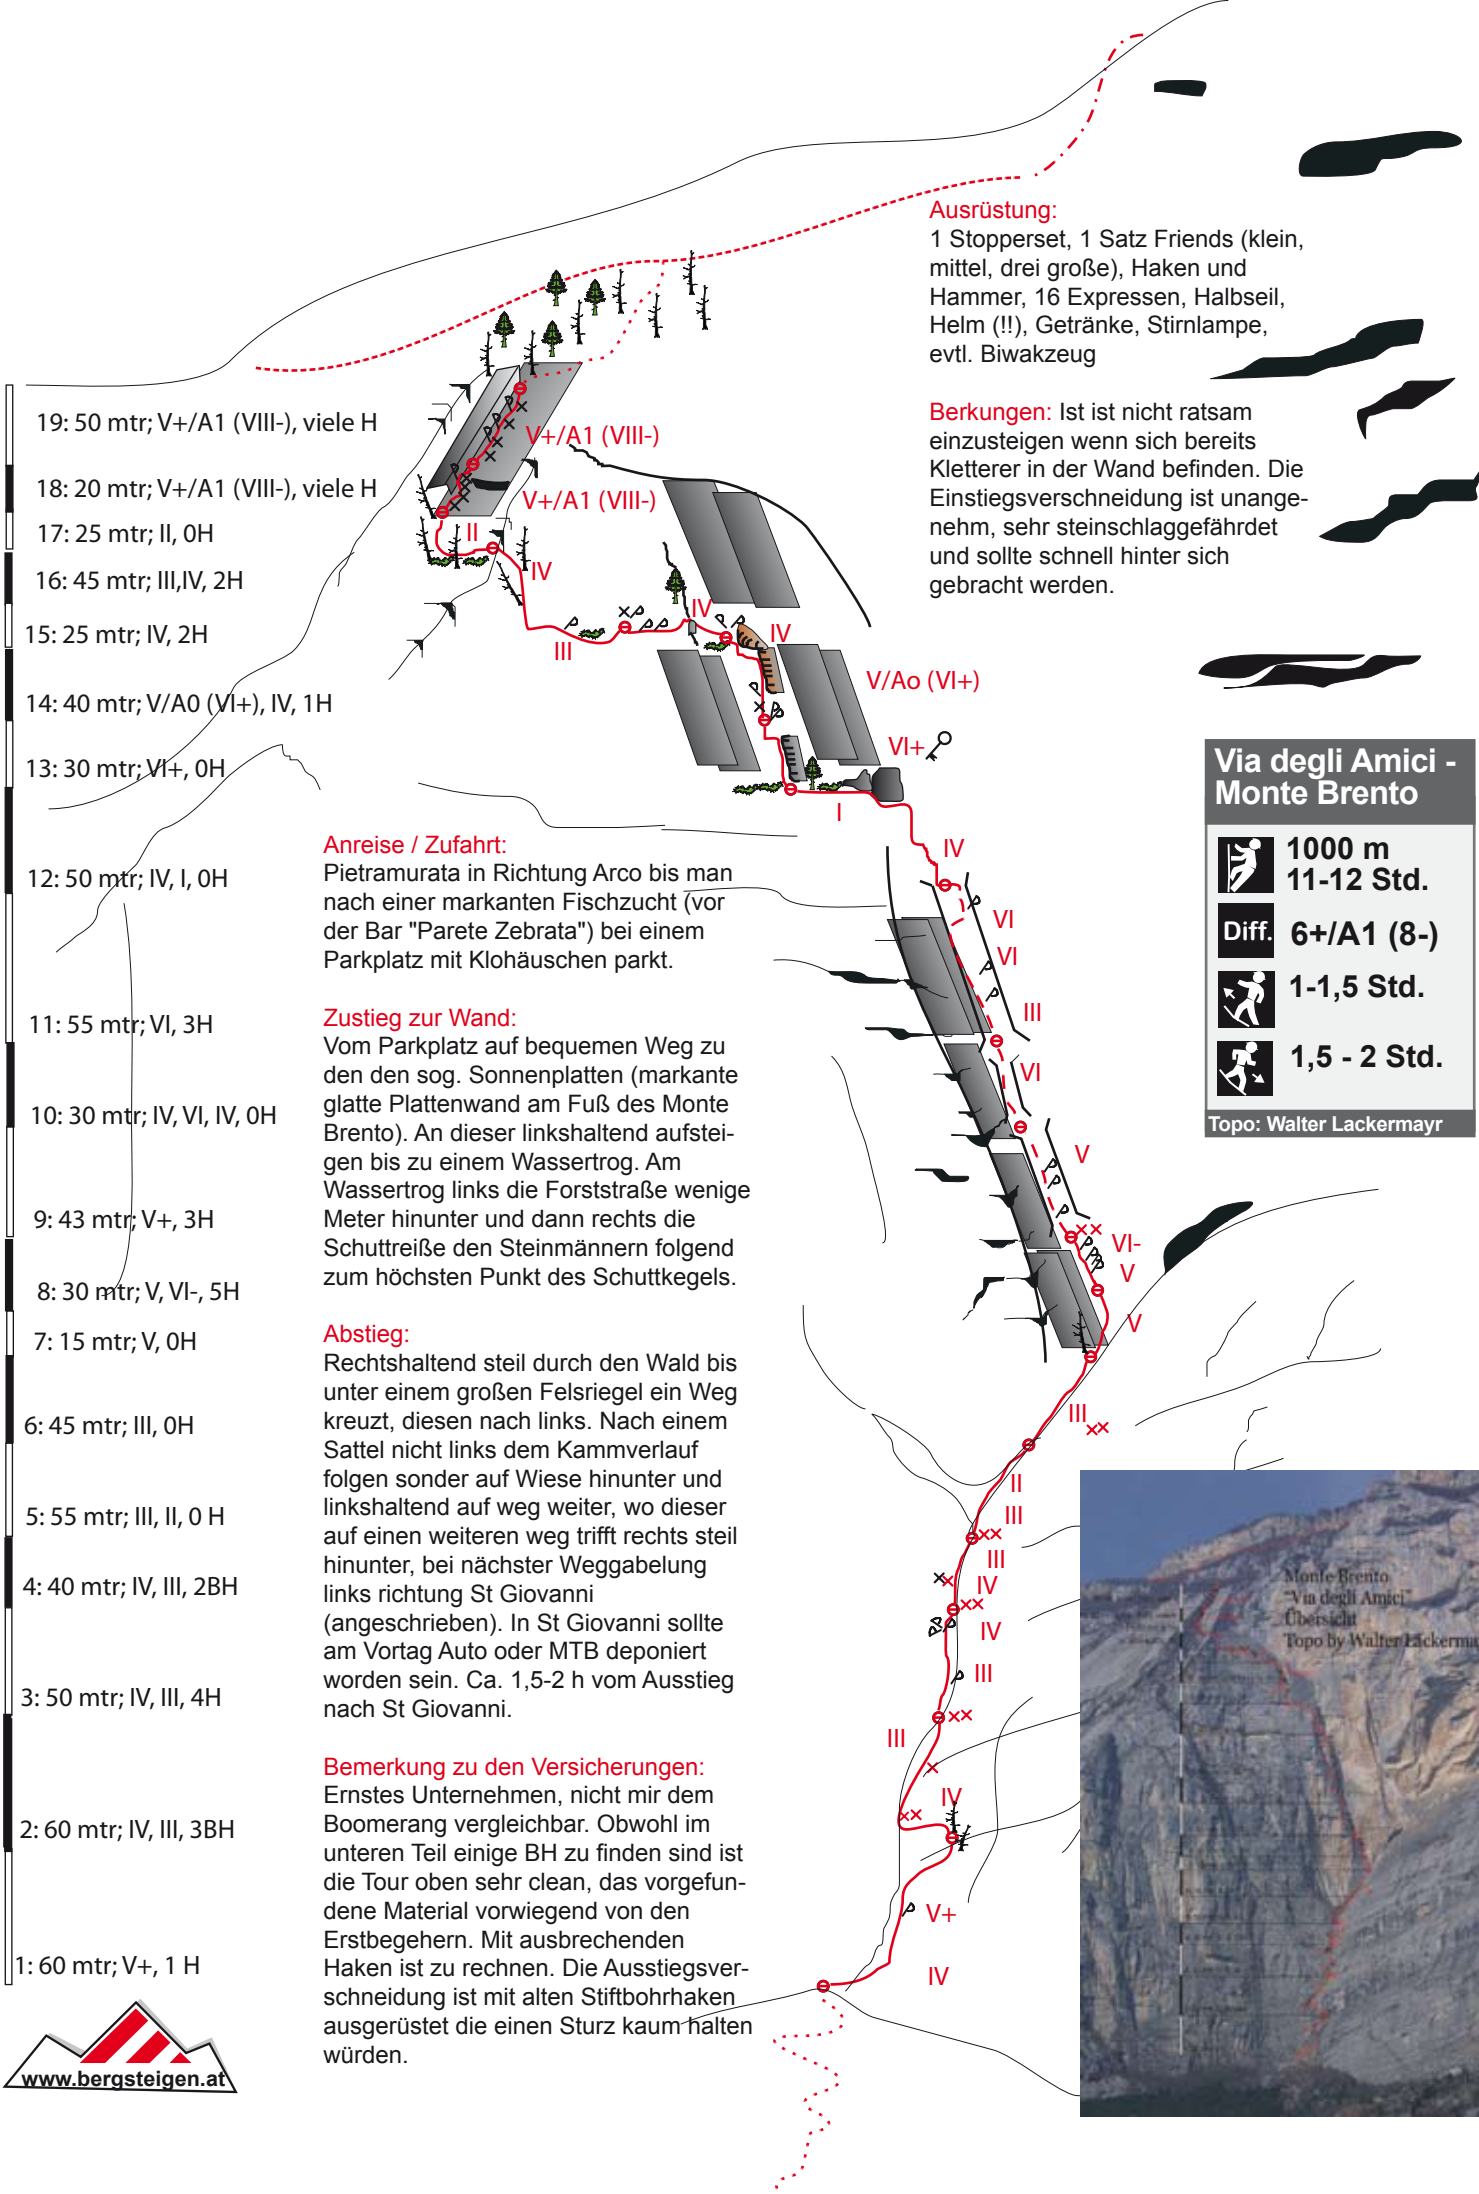 Ausrüstung:
1 Stopperset, 1 Satz Friends (klein,
mittel, drei große), Haken und
Hammer, 16 Expressen, Halbseil,
Helm (!!), Getränke, Stirnlampe,
evtl. Biwakzeug
Berkungen: Ist ist nicht ratsam
einzusteigen wenn sich bereits
Kletterer in der Wand befinden. Die
Einstiegsverschneidung ist unange-
nehm, sehr steinschlaggefährdet
und sollte schnell hinter sich
gebracht werden.
19: 50 mtr; V+/A1 (VIII-), viele H
18: 20 mtr; V+/A1 (VIII-), viele H
17: 25 mtr; II, 0H
16: 45 mtr; III,IV, 2H
15: 25 mtr; IV, 2H
14: 40 mtr; V/A0 (VI+), IV, 1H
13: 30 mtr; VI+, 0H
12: 50 mtr; IV, I, 0H
11: 55 mtr; VI, 3H
10: 30 mtr; IV, VI, IV, 0H
9: 43 mtr; V+, 3H
8: 30 mtr; V, VI-, 5H
7: 15 mtr; V, 0H
6: 45 mtr; III, 0H
5: 55 mtr; III, II, 0 H
4: 40 mtr; IV, III, 2BH
3: 50 mtr; IV, III, 4H
2: 60 mtr; IV, III, 3BH
1: 60 mtr; V+, 1 H
www.bergsteigen.at
Anreise / Zufahrt:
Pietramurata in Richtung Arco bis man
nach einer markanten Fischzucht (vor
der Bar "Parete Zebrata") bei einem
Parkplatz mit Klohäuschen parkt.
Zustieg zur Wand:
Vom Parkplatz auf bequemen Weg zu
den den sog. Sonnenplatten (markante
glatte Plattenwand am Fuß des Monte
Brento). An dieser linkshaltend aufstei-
gen bis zu einem Wassertrog. Am
Wassertrog links die Forststraße wenige
Meter hinunter und dann rechts die
Schuttreiße den Steinmännern folgend
zum höchsten Punkt des Schuttkegels.
Abstieg:
Rechtshaltend steil durch den Wald bis
unter einem großen Felsriegel ein Weg
kreuzt, diesen nach links. Nach einem
Sattel nicht links dem Kammverlauf
folgen sonder auf Wiese hinunter und
linkshaltend auf weg weiter, wo dieser
auf einen weiteren weg trifft rechts steil
hinunter, bei nächster Weggabelung
links richtung St Giovanni
(angeschrieben). In St Giovanni sollte
am Vortag Auto oder MTB deponiert
worden sein. Ca. 1,5-2 h vom Ausstieg
nach St Giovanni.
Bemerkung zu den Versicherungen:
Ernstes Unternehmen, nicht mir dem
Boomerang vergleichbar. Obwohl im
unteren Teil einige BH zu finden sind ist
die Tour oben sehr clean, das vorgefun-
dene Material vorwiegend von den
Erstbegehern. Mit ausbrechenden
Haken ist zu rechnen. Die Ausstiegsver-
schneidung ist mit alten Stiftbohrhaken
ausgerüstet die einen Sturz kaum halten
würden.
V+/A1 (VIII-)
V+/A1 (VIII-)
II
IV
III
IV
IV
V/Ao (VI+)
VI+
I
IV
VI
VI
III
VI
V
VI-
V
V
III
II
III
III
IV
IV
III
III
IV
V+
IV
Via degli Amici -
Monte Brento
1000 m
11-12 Std.
Diff. 6+/A1 (8-)
1-1,5 Std.
1,5 - 2 Std.
Topo: Walter Lackermayr
Monte Brento
"Via degli Amici"
Übersicht
Topo by Walter Lackerma